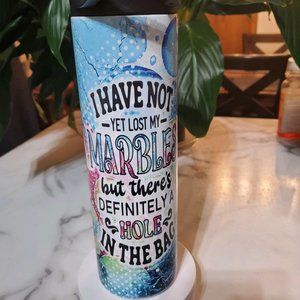 I HAVE NOT
YET LOST MY
MARBLES
but there's
DEFINITELY A
HOLE
IN THE BAG